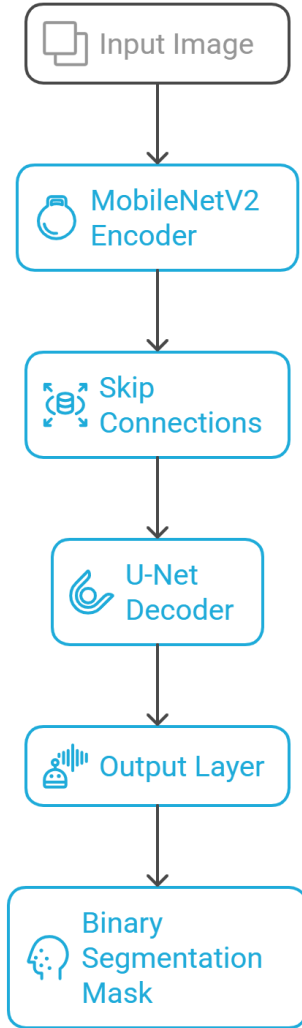 Input Image
MobileNetV2
Encoder
Skip
Connections
U-Net
Decoder
Output Layer
Binary
Segmentation
Mask